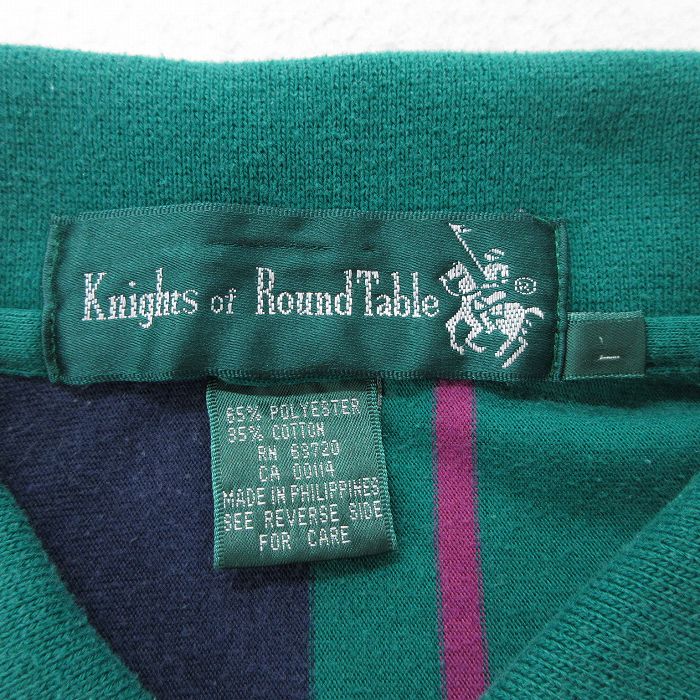 Knights of Round Table ®
L
65% POLYESTER
35% COTTON
RN 63720
CA 00114
MADE IN PHILIPPINES
SEE REVERSE SIDE
FOR CARE